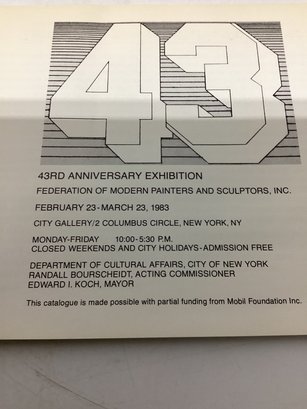 43
43RD ANNIVERSARY EXHIBITION
FEDERATION OF MODERN PAINTERS AND SCULPTORS, INC.
FEBRUARY 23-MARCH 23, 1983
CITY GALLERY/2 COLUMBUS CIRCLE, NEW YORK, NY
MONDAY-FRIDAY 10:00-5:30 P.M.
CLOSED WEEKENDS AND CITY HOLIDAYS-ADMISSION FREE
DEPARTMENT OF CULTURAL AFFAIRS, CITY OF NEW YORK
RANDALL BOURSCHEIDT, ACTING COMMISSIONER
EDWARD I. KOCH, MAYOR
This catalogue is made possible with partial funding from Mobil Foundation Inc.